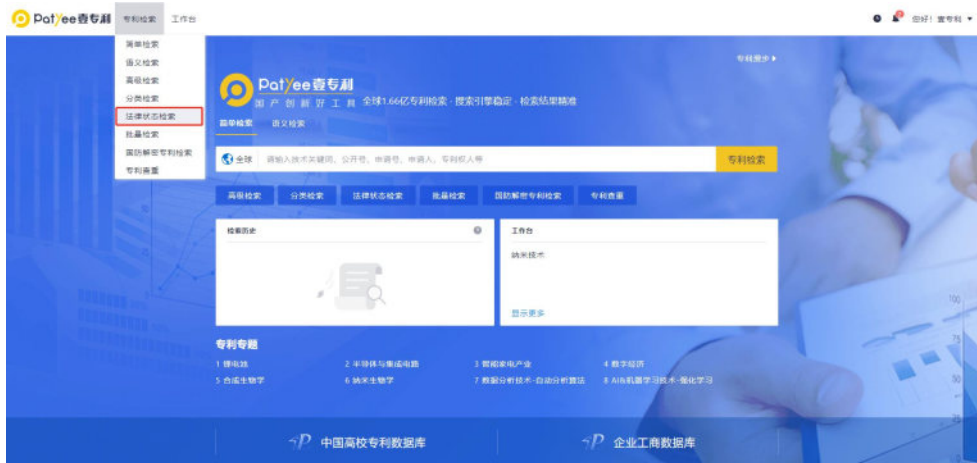 Patyee壹专利 专利检索 工作台 您好！壹专利
简单检索
语义检索
高级检索
分类检索
法律状态检索
批量检索
国防解密专利检索
专利查重
专利漫步
Patyee壹专利
国产创新好工具 全球1.66亿专利检索 · 搜索引擎稳定 · 检索结果精准
简单检索 语义检索
全球 请输入技术关键词、公开号、申请号、申请人、专利权人等 专利检索
高级检索 分类检索 法律状态检索 批量检索 国防解密专利检索 专利查重
检索历史 工作台
纳米技术
显示更多
专利专题
1 锂电池 2 半导体与集成电路 3 智能家电产业 4 数字经济
5 合成生物学 6 纳米生物学 7 数据分析技术-自动分析算法 8 AI&机器学习技术-强化学习
100
75
50
25
中国高校专利数据库 企业工商数据库